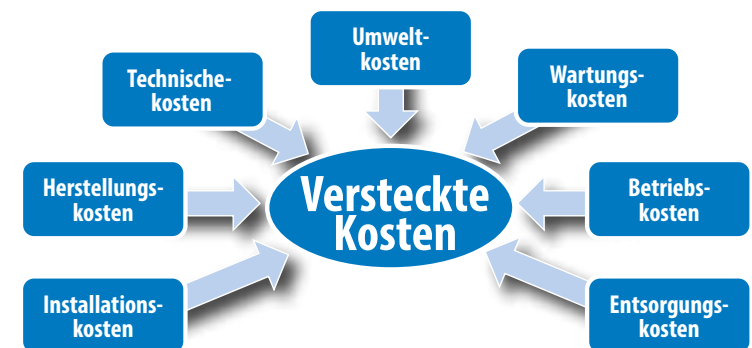 Umwelt-
kosten
Technische-
kosten
Wartungs-
kosten
Herstellungs-
kosten
Versteckte
Kosten
Betriebs-
kosten
Installations-
kosten
Entsorgungs-
kosten